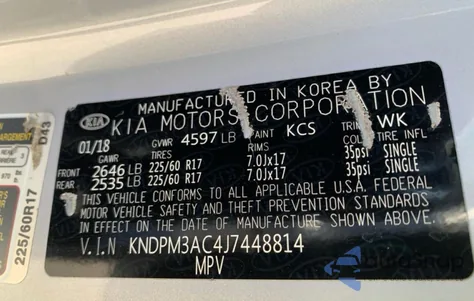 MANUFACTURED IN KOREA BY
KIA KIA MOTORS CORPORATION
01/18 GVWR 4597 LB PAINT KCS TRIM WK
TIRES RIMS TIRE INFL
FRONT 2646 LB 225/60 R17 7.0Jx17 35psi SINGLE
REAR 2535 LB 225/60 R17 7.0Jx17 35psi SINGLE
THIS VEHICLE CONFORMS TO ALL APPLICABLE U.S.A. FEDERAL
MOTOR VEHICLE SAFETY AND THEFT PREVENTION STANDARDS
IN EFFECT ON THE DATE OF MANUFACTURE SHOWN ABOVE.
V.I.N KNDPM3AC4J7448814
MPV
D43
225/60R17